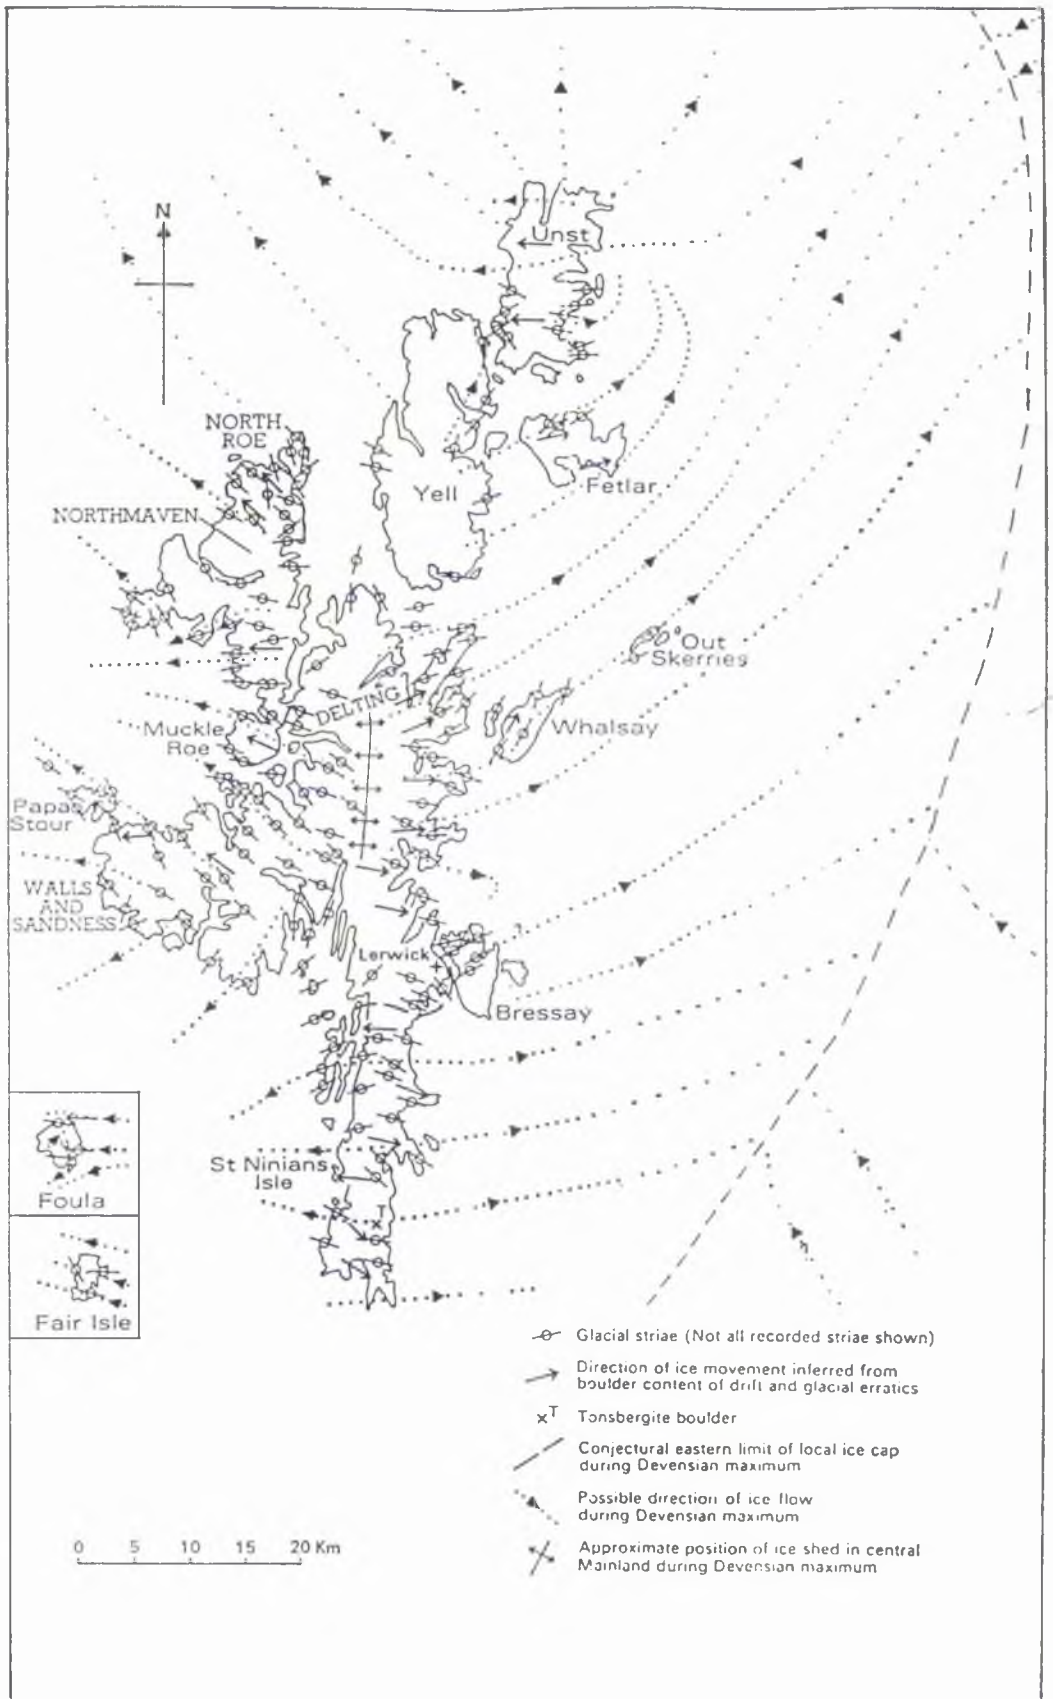 N
Unst
NORTH
ROE
Yell
Fetlar
NORTHMAVEN
Out
Skerries
DELTING
Muckle
Roe
Whalsay
Papa
Stour
WALLS
AND
SANDNESS
Lerwick
Bressay
St Ninians
Isle
T
Foula
Fair Isle
Glacial striae (Not all recorded striae shown)
Direction of ice movement inferred from
boulder content of drift and glacial erratics
xT Tonsbergite boulder
Conjectural eastern limit of local ice cap
during Devensian maximum
Possible direction of ice flow
during Devensian maximum
Approximate position of ice shed in central
Mainland during Devensian maximum
0 5 10 15 20 Km